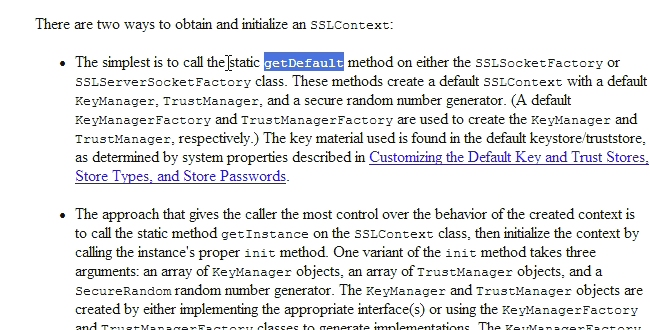 There are two ways to obtain and initialize an SSLContext:
• The simplest is to call the static getDefault method on either the SSLSocketFactory or
SSLServerSocketFactory class. These methods create a default SSLContext with a default
KeyManager, TrustManager, and a secure random number generator. (A default
KeyManagerFactory and TrustManagerFactory are used to create the KeyManager and
TrustManager, respectively.) The key material used is found in the default keystore/truststore,
as determined by system properties described in Customizing the Default Key and Trust Stores,
Store Types, and Store Passwords.
• The approach that gives the caller the most control over the behavior of the created context is
to call the static method getInstance on the SSLContext class, then initialize the context by
calling the instance's proper init method. One variant of the init method takes three
arguments: an array of KeyManager objects, an array of TrustManager objects, and a
SecureRandom random number generator. The KeyManager and TrustManager objects are
created by either implementing the appropriate interface(s) or using the KeyManagerFactory
and TrustManagerFactory classes to generate implementations. The KeyManagerFactory